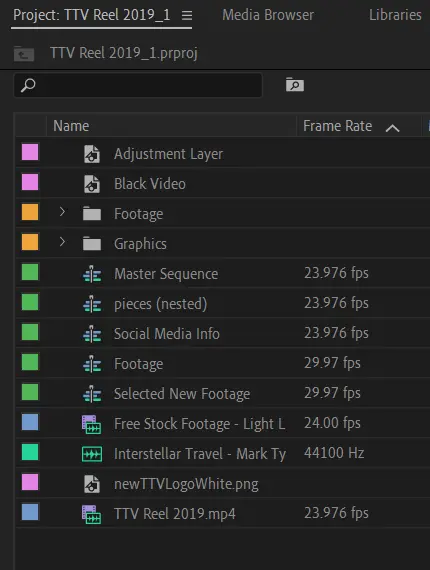 Project: TTV Reel 2019_1 Media Browser Libraries
TTV Reel 2019_1.prproj
Name Frame Rate
Adjustment Layer
Black Video
Footage
Graphics
Master Sequence 23.976 fps
pieces (nested) 23.976 fps
Social Media Info 23.976 fps
Footage 29.97 fps
Selected New Footage 29.97 fps
Free Stock Footage - Light L 24.00 fps
Interstellar Travel - Mark Ty 44100 Hz
newTTVLogoWhite.png
TTV Reel 2019.mp4 23.976 fps